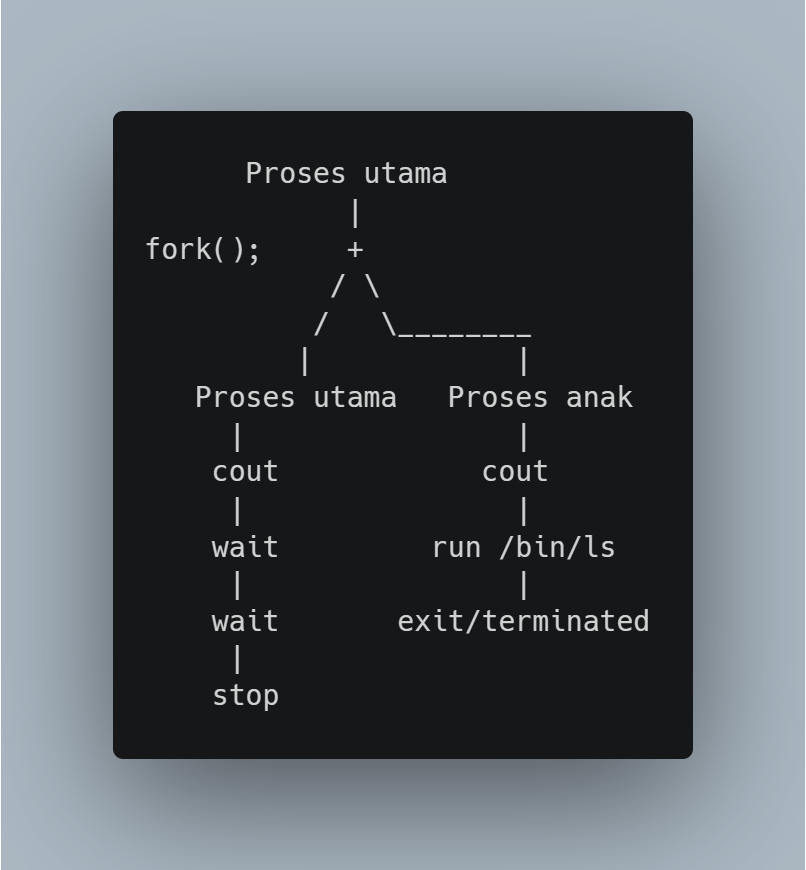 Proses utama
|
fork();     +
/ \
/   \________
|             |
Proses utama   Proses anak
|                 |
cout            cout
|                 |
wait         run /bin/ls
|                 |
wait       exit/terminated
|
stop